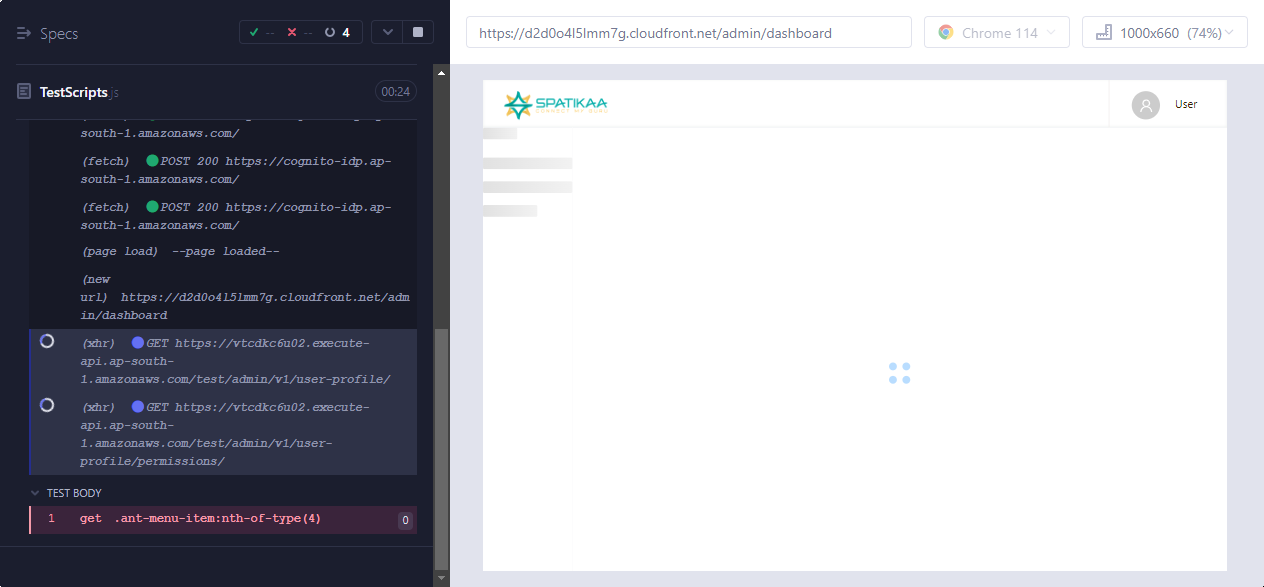 Specs
-- -- 4
TestScripts js
00:24
south-1.amazonaws.com/
(fetch) POST 200 https://cognito-idp.ap-
south-1.amazonaws.com/
(fetch) POST 200 https://cognito-idp.ap-
south-1.amazonaws.com/
(page load) --page loaded--
(new
url) https://d2d0o4l5lmm7g.cloudfront.net/adm
in/dashboard
(xhr) GET https://vtcdkc6u02.execute-
api.ap-south-
1.amazonaws.com/test/admin/v1/user-profile/
(xhr) GET https://vtcdkc6u02.execute-
api.ap-south-
1.amazonaws.com/test/admin/v1/user-
profile/permissions/
TEST BODY
1 get .ant-menu-item:nth-of-type(4) 0
https://d2d0o4l5lmm7g.cloudfront.net/admin/dashboard
Chrome 114
1000x660 (74%)
SPATIKAA
User